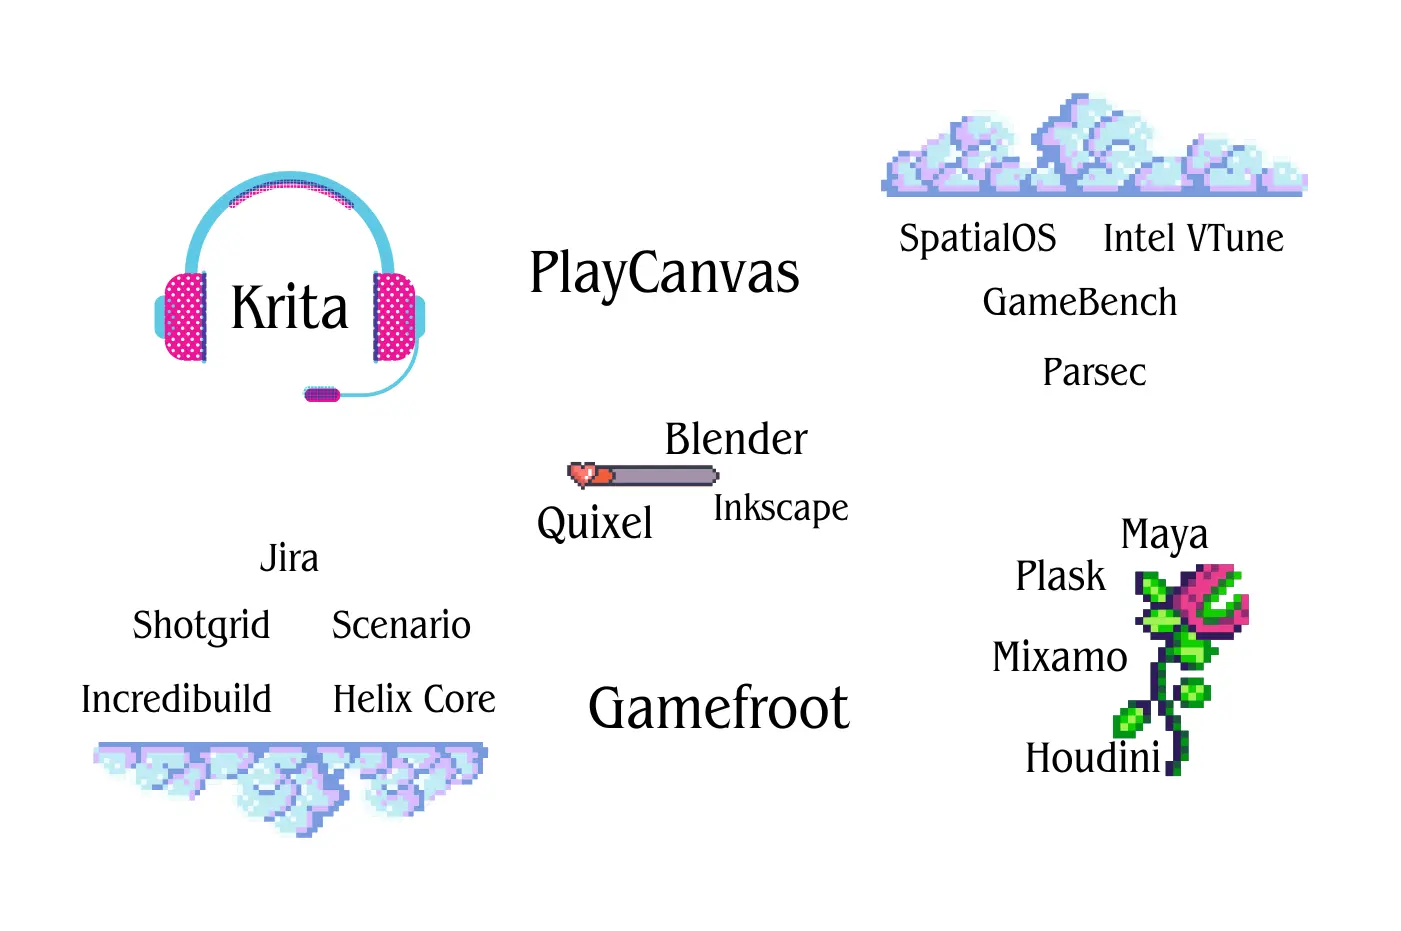 Krita
PlayCanvas
SpatialOS
Intel VTune
GameBench
Parsec
Blender
Inkscape
Quixel
Jira
Shotgrid
Scenario
Incredibuild
Helix Core
Gamefroot
Maya
Plask
Mixamo
Houdini